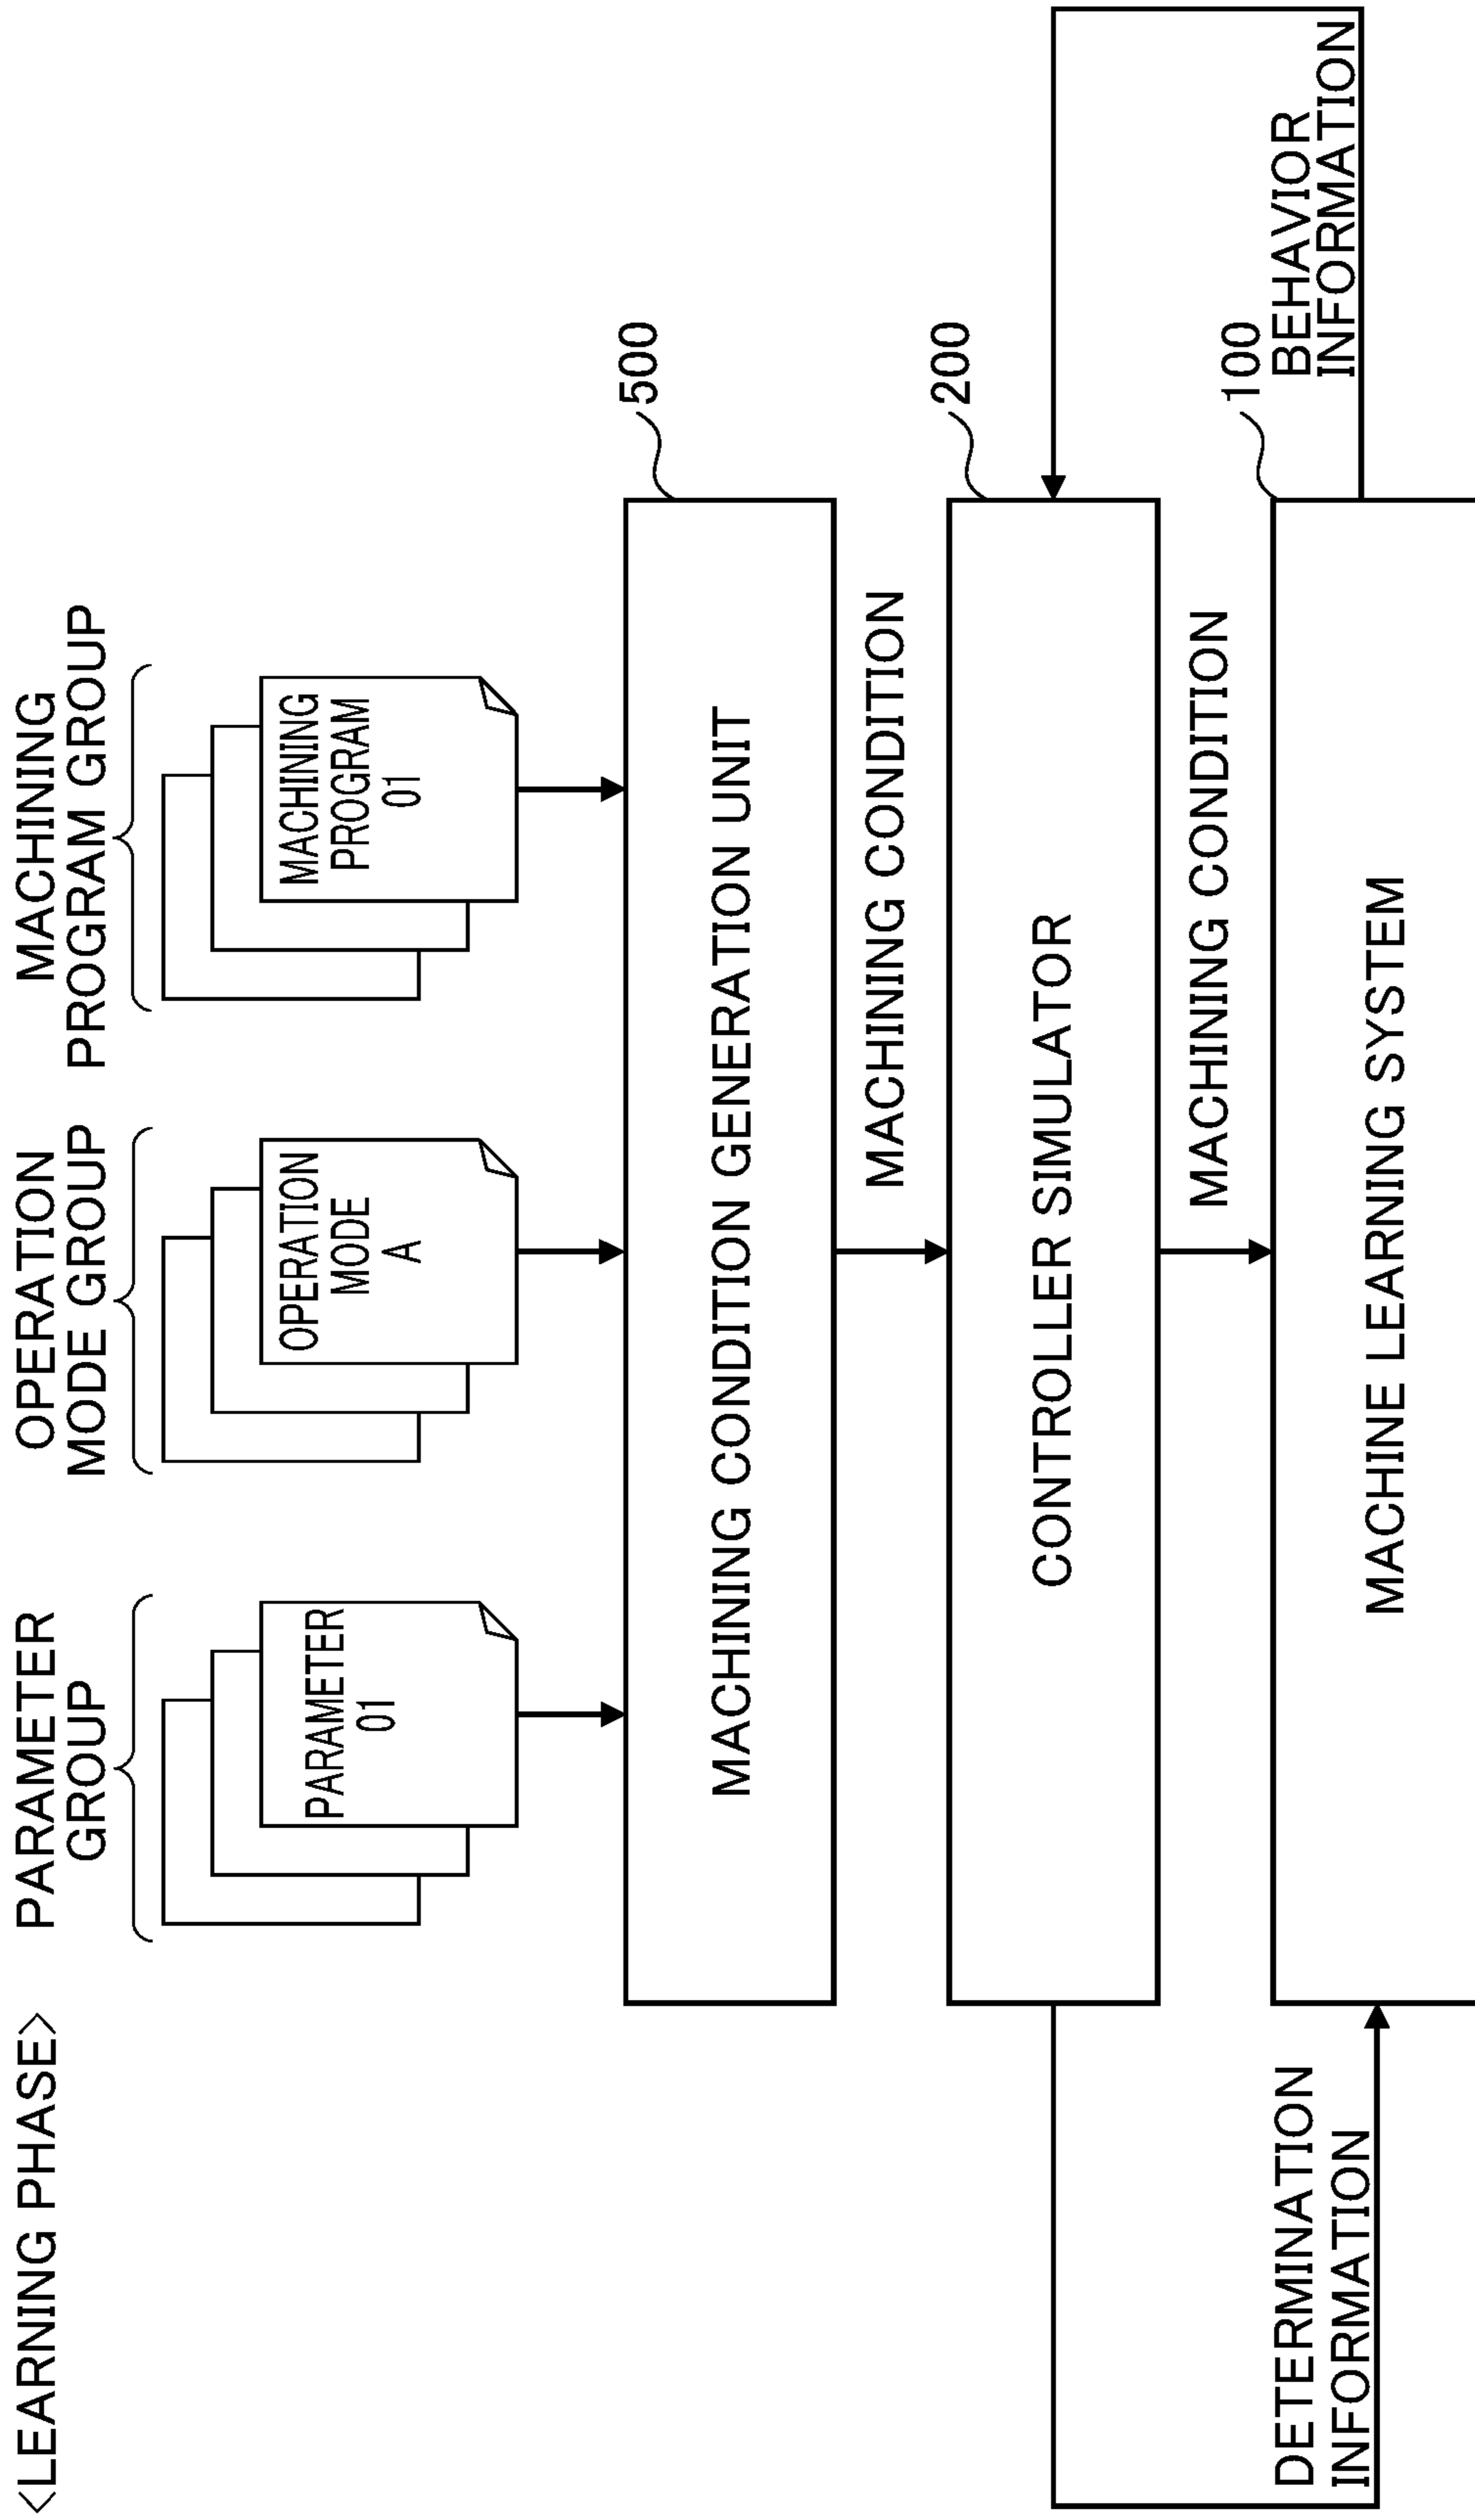 <LEARNING PHASE>
PARAMETER
GROUP
OPERATION
MODE GROUP
MACHINING
PROGRAM GROUP
PARAMETER
01
OPERATION
MODE
A
MACHINING
PROGRAM
01
500
MACHINING CONDITION GENERATION UNIT
MACHINING CONDITION
200
CONTROLLER SIMULATOR
MACHINING CONDITION
100
DETERMINATION
INFORMATION
MACHINE LEARNING SYSTEM
BEHAVIOR
INFORMATION